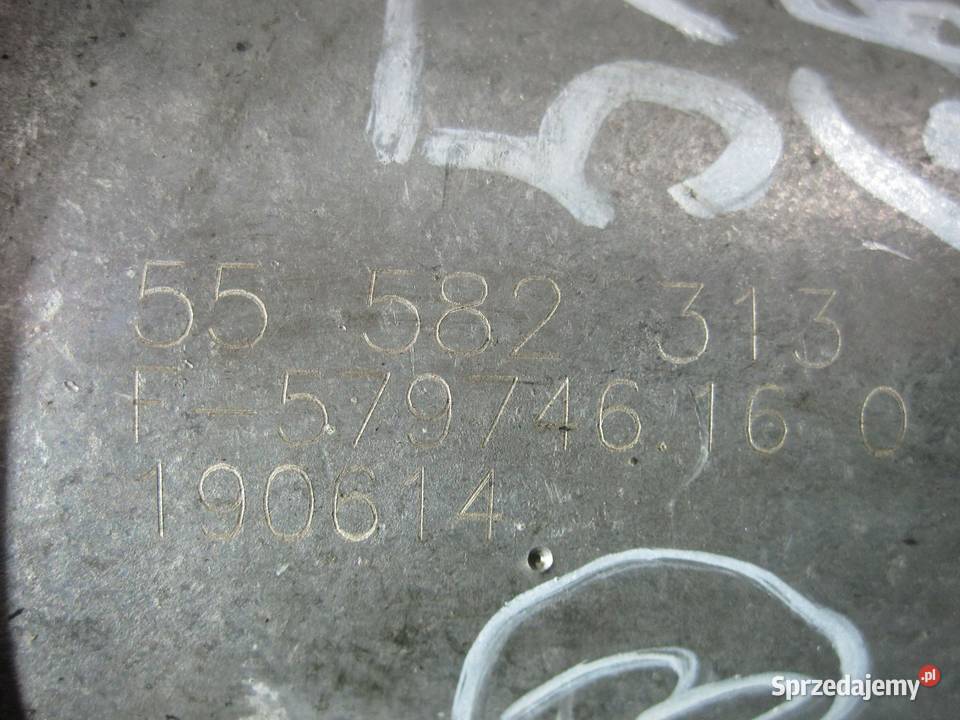 55 582 313
F-579746.16 0
190614
Sprzedajemy.pl